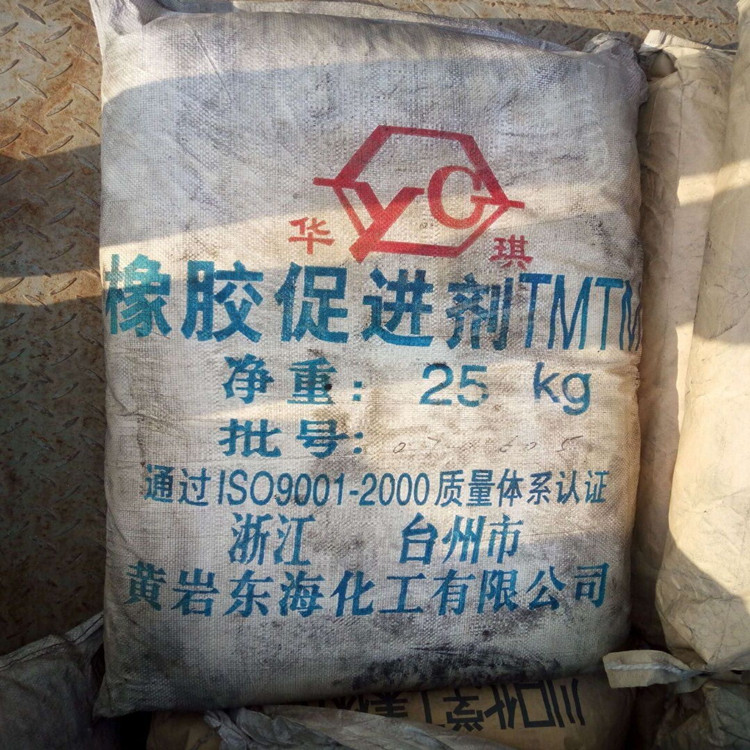 YC
华 琪
橡胶促进剂TMTM
净重：25 kg
批号：
通过ISO9001-2000质量体系认证
浙江 台州市
黄岩东海化工有限公司